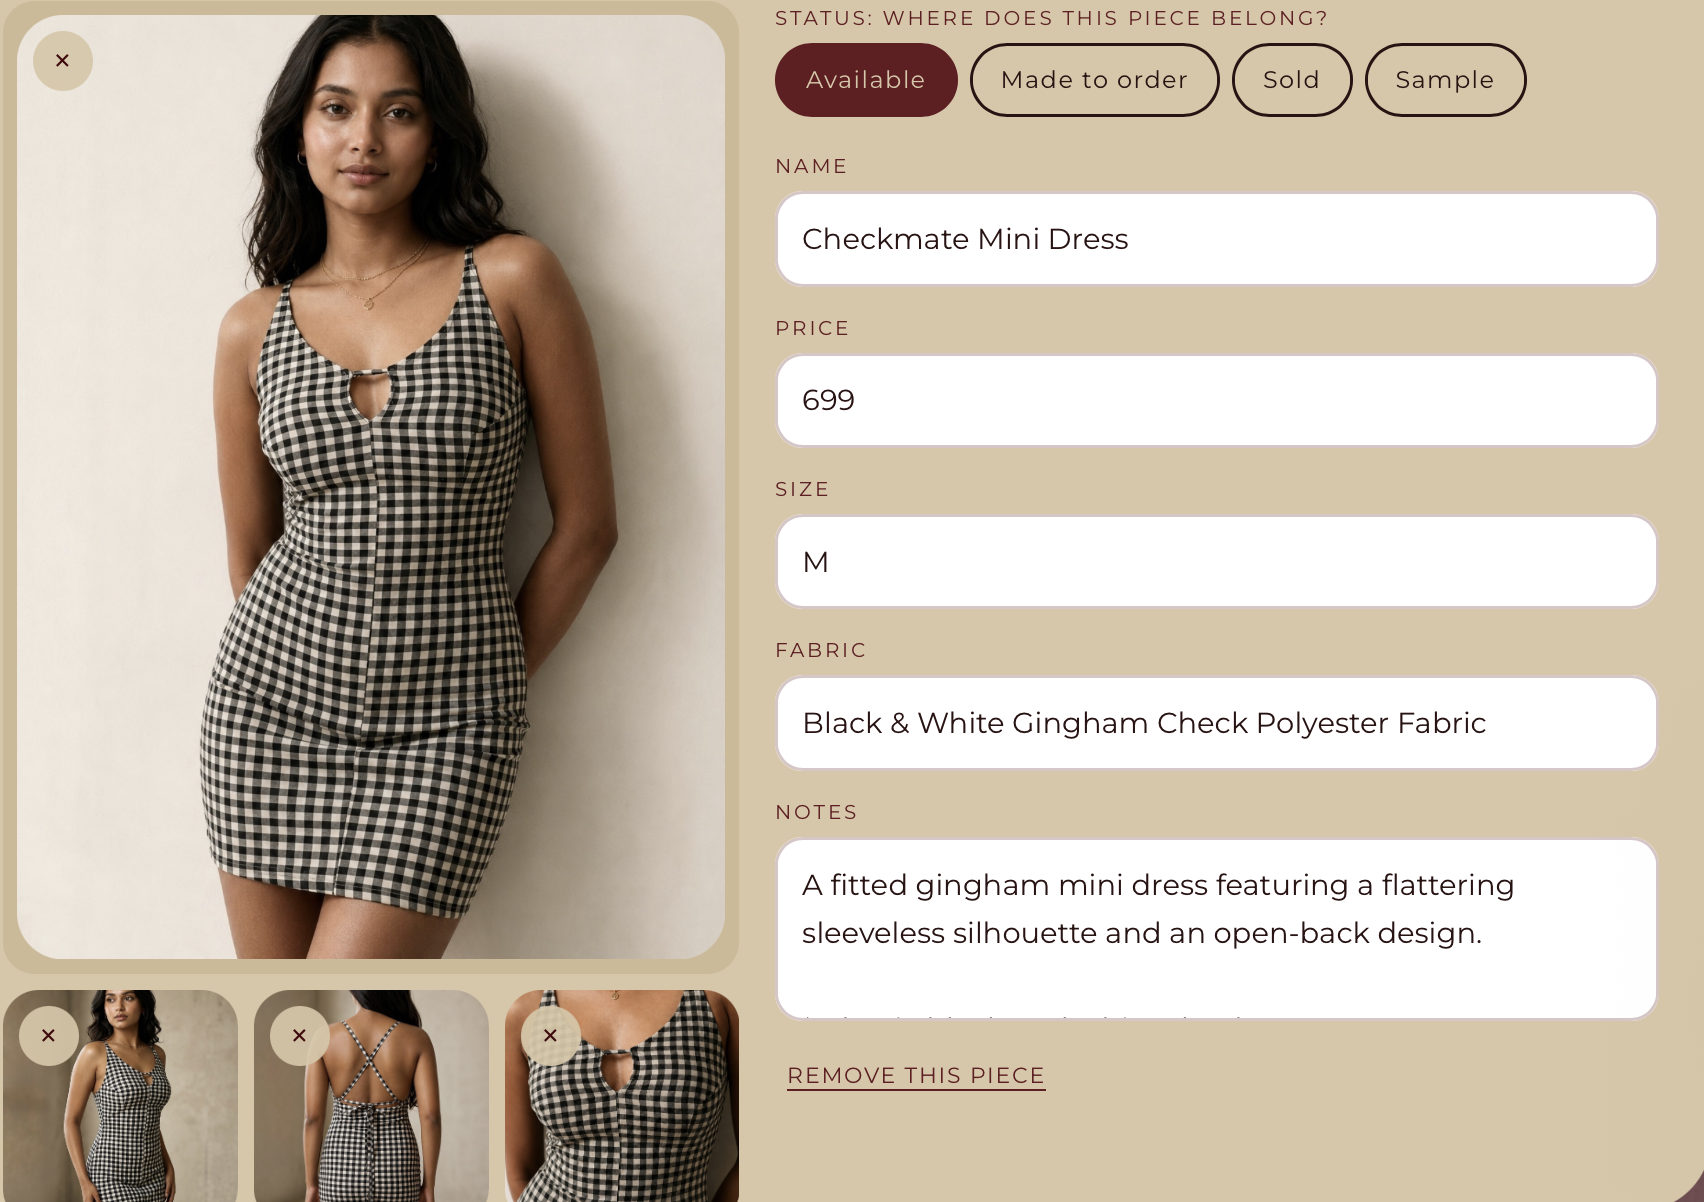 STATUS: WHERE DOES THIS PIECE BELONG?
Available
Made to order
Sold
Sample
NAME
Checkmate Mini Dress
PRICE
699
SIZE
M
FABRIC
Black & White Gingham Check Polyester Fabric
NOTES
A fitted gingham mini dress featuring a flattering
sleeveless silhouette and an open-back design.
REMOVE THIS PIECE